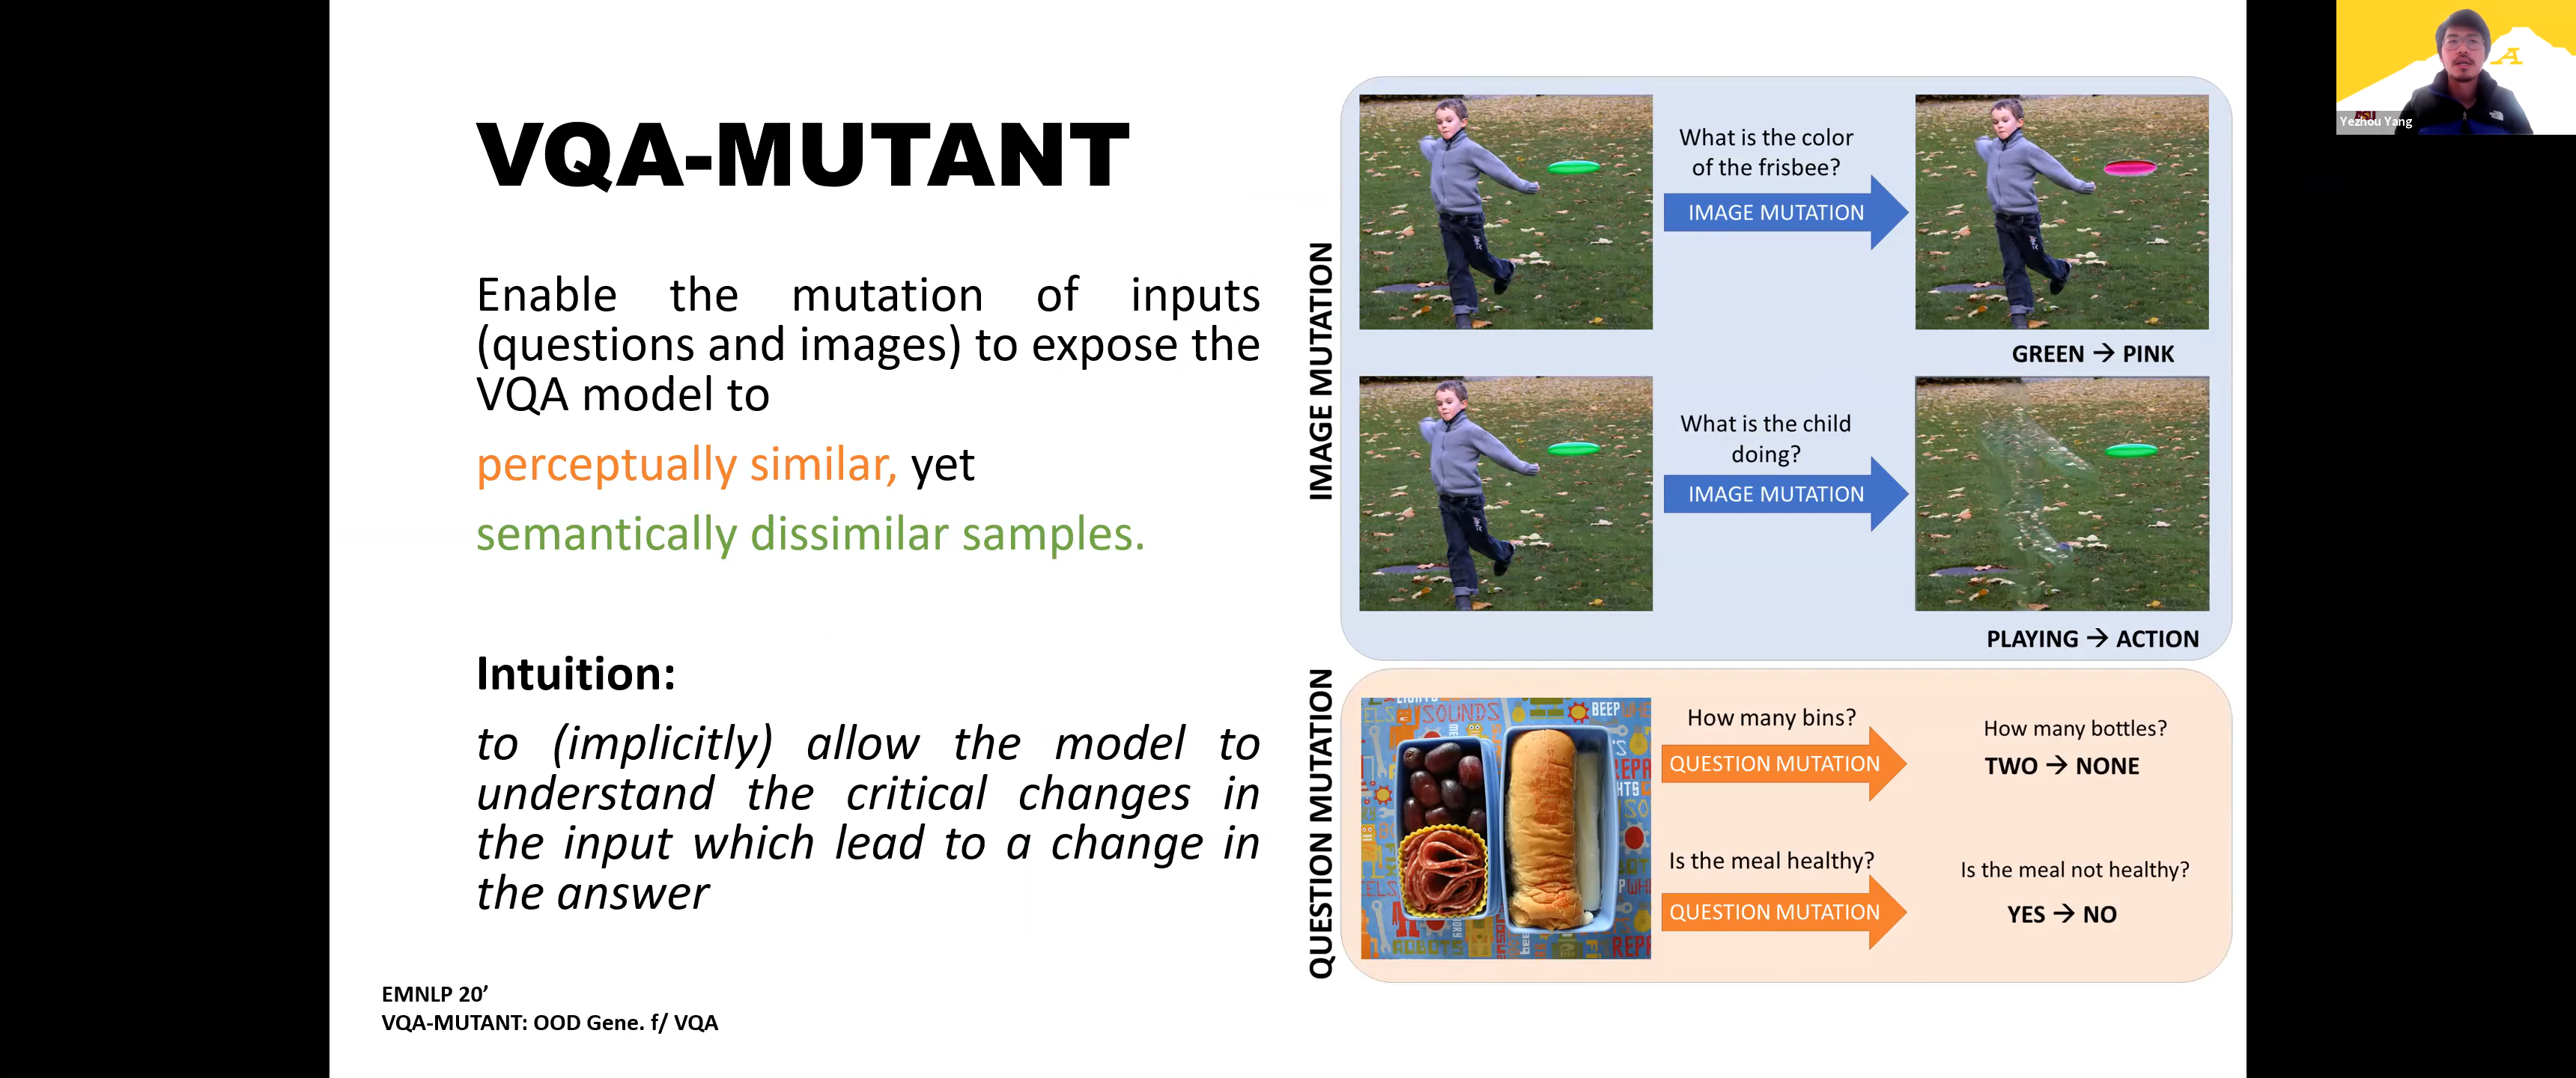 VQA-MUTANT
Enable the mutation of inputs
(questions and images) to expose the
VQA model to
perceptually similar, yet
semantically dissimilar samples.
Intuition:
to (implicitly) allow the model to
understand the critical changes in
the input which lead to a change in
the answer
EMNLP 20’
VQA-MUTANT: OOD Gene. f/ VQA
IMAGE MUTATION
What is the color
of the frisbee?
IMAGE MUTATION
GREEN → PINK
What is the child
doing?
IMAGE MUTATION
PLAYING → ACTION
QUESTION MUTATION
SOUNDS
BEEP
ROBOTS
How many bins?
QUESTION MUTATION
How many bottles?
TWO → NONE
Is the meal healthy?
QUESTION MUTATION
Is the meal not healthy?
YES → NO
A
Yezhou Yang